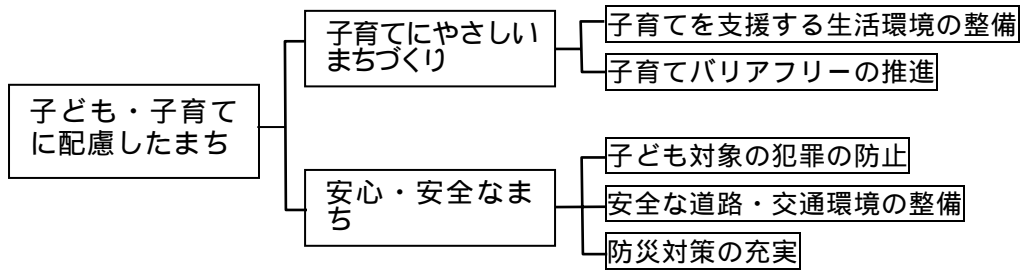 子ども・子育て
に配慮したまち
子育てにやさしい
まちづくり
子育てを支援する生活環境の整備
子育てバリアフリーの推進
安心・安全なま
ち
子ども対象の犯罪の防止
安全な道路・交通環境の整備
防災対策の充実